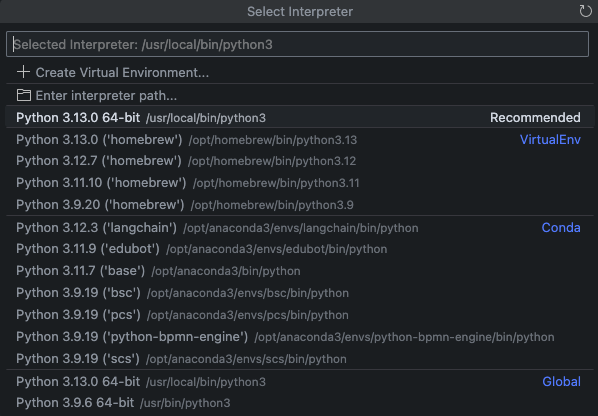 Select Interpreter
Selected Interpreter: /usr/local/bin/python3
+ Create Virtual Environment...
Enter interpreter path...
Python 3.13.0 64-bit /usr/local/bin/python3 Recommended
Python 3.13.0 ('homebrew') /opt/homebrew/bin/python3.13 VirtualEnv
Python 3.12.7 ('homebrew') /opt/homebrew/bin/python3.12
Python 3.11.10 ('homebrew') /opt/homebrew/bin/python3.11
Python 3.9.20 ('homebrew') /opt/homebrew/bin/python3.9
Python 3.12.3 ('langchain') /opt/anaconda3/envs/langchain/bin/python Conda
Python 3.11.9 ('edubot') /opt/anaconda3/envs/edubot/bin/python
Python 3.11.7 ('base') /opt/anaconda3/bin/python
Python 3.9.19 ('bsc') /opt/anaconda3/envs/bsc/bin/python
Python 3.9.19 ('pcs') /opt/anaconda3/envs/pcs/bin/python
Python 3.9.19 ('python-bpmn-engine') /opt/anaconda3/envs/python-bpmn-engine/bin/python
Python 3.9.19 ('scs') /opt/anaconda3/envs/scs/bin/python
Python 3.13.0 64-bit /usr/local/bin/python3 Global
Python 3.9.6 64-bit /usr/bin/python3